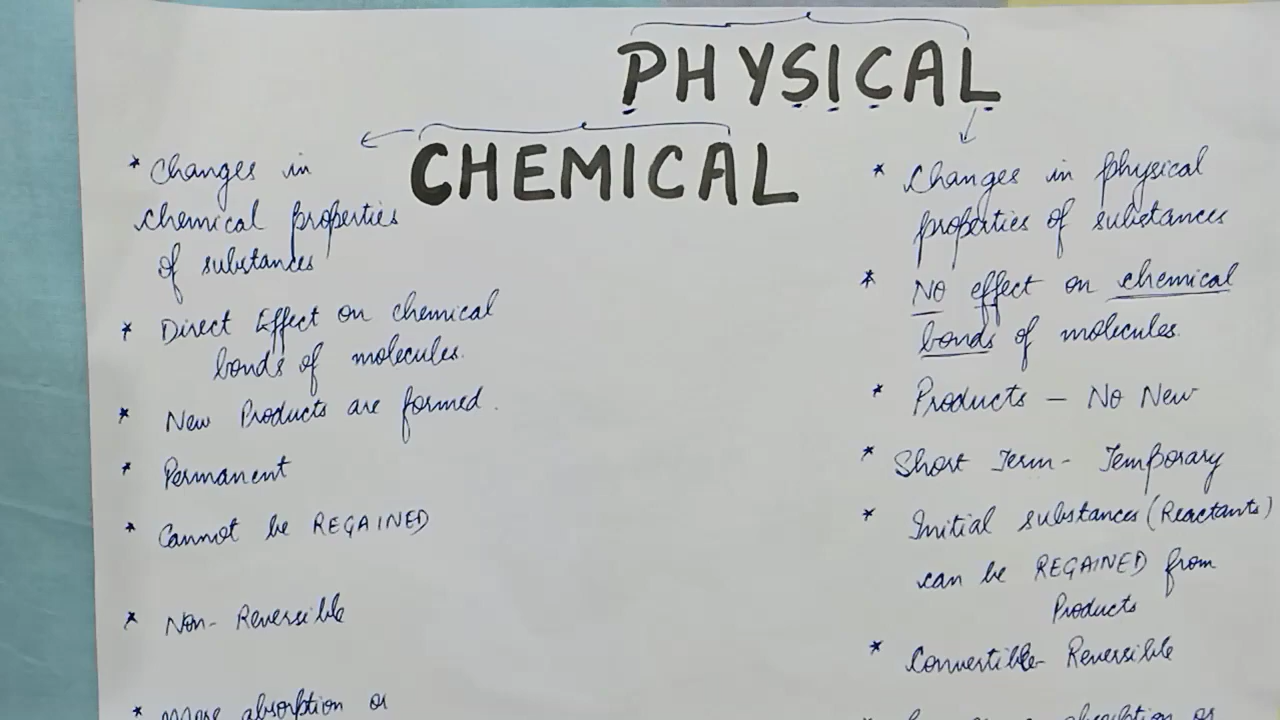 PHYSICAL
CHEMICAL
* Changes in
chemical properties
of substances
* Direct Effect on chemical
bonds of molecules.
* New Products are formed.
* Permanent
* Cannot be REGAINED
* Non-Reversible
* More absorption or
* Changes in physical
properties of substances
* NO effect on chemical
bonds of molecules.
* Products - No New
* Short Term - Temporary
* Initial substances (Reactants)
can be REGAINED from
Products
* Convertible - Reversible
absorption or